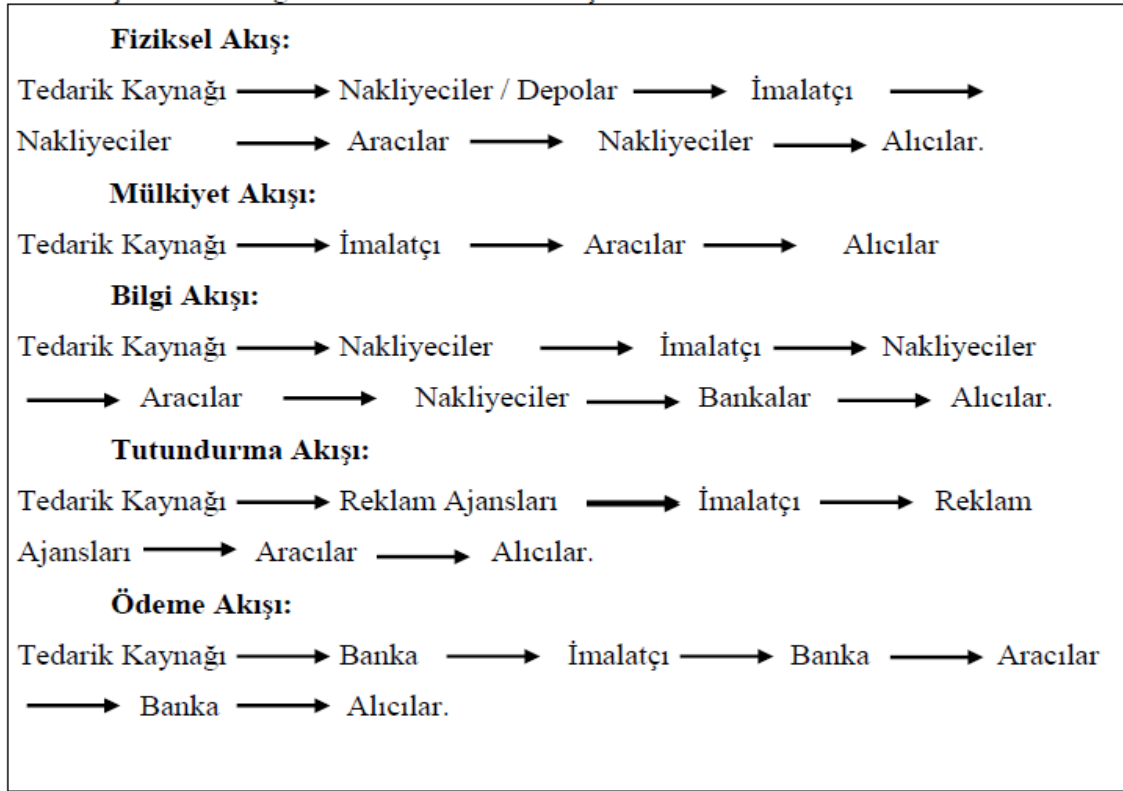 Fiziksel Akış:
Tedarik Kaynağı → Nakliyeciler / Depolar → İmalatçı →
Nakliyeciler → Aracılar → Nakliyeciler → Alıcılar.
Mülkiyet Akışı:
Tedarik Kaynağı → İmalatçı → Aracılar → Alıcılar
Bilgi Akışı:
Tedarik Kaynağı → Nakliyeciler → İmalatçı → Nakliyeciler
→ Aracılar → Nakliyeciler → Bankalar → Alıcılar.
Tutundurma Akışı:
Tedarik Kaynağı → Reklam Ajansları → İmalatçı → Reklam
Ajansları → Aracılar → Alıcılar.
Ödeme Akışı:
Tedarik Kaynağı → Banka → İmalatçı → Banka → Aracılar
→ Banka → Alıcılar.